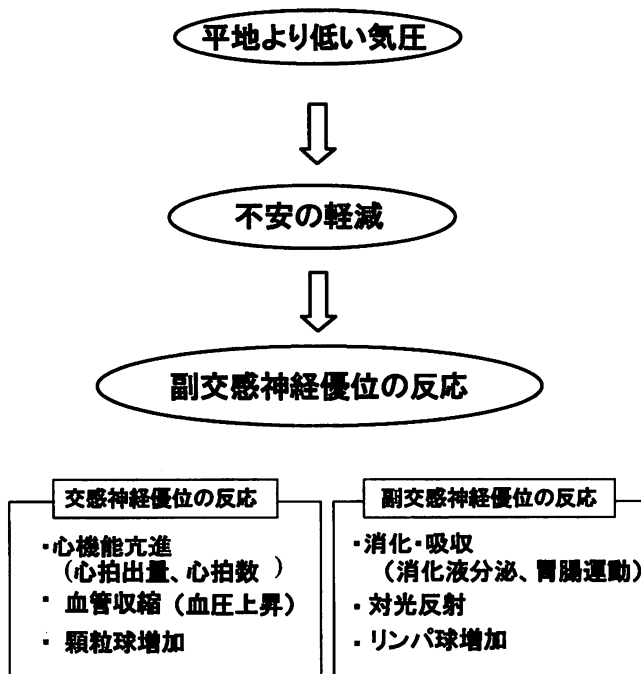 平地より低い気圧
不安の軽減
副交感神経優位の反応
交感神経優位の反応
・心機能亢進
(心拍出量、心拍数 )
・血管収縮（血圧上昇）
・顆粒球増加
副交感神経優位の反応
・消化・吸収
(消化液分泌、胃腸運動)
・対光反射
・リンパ球増加